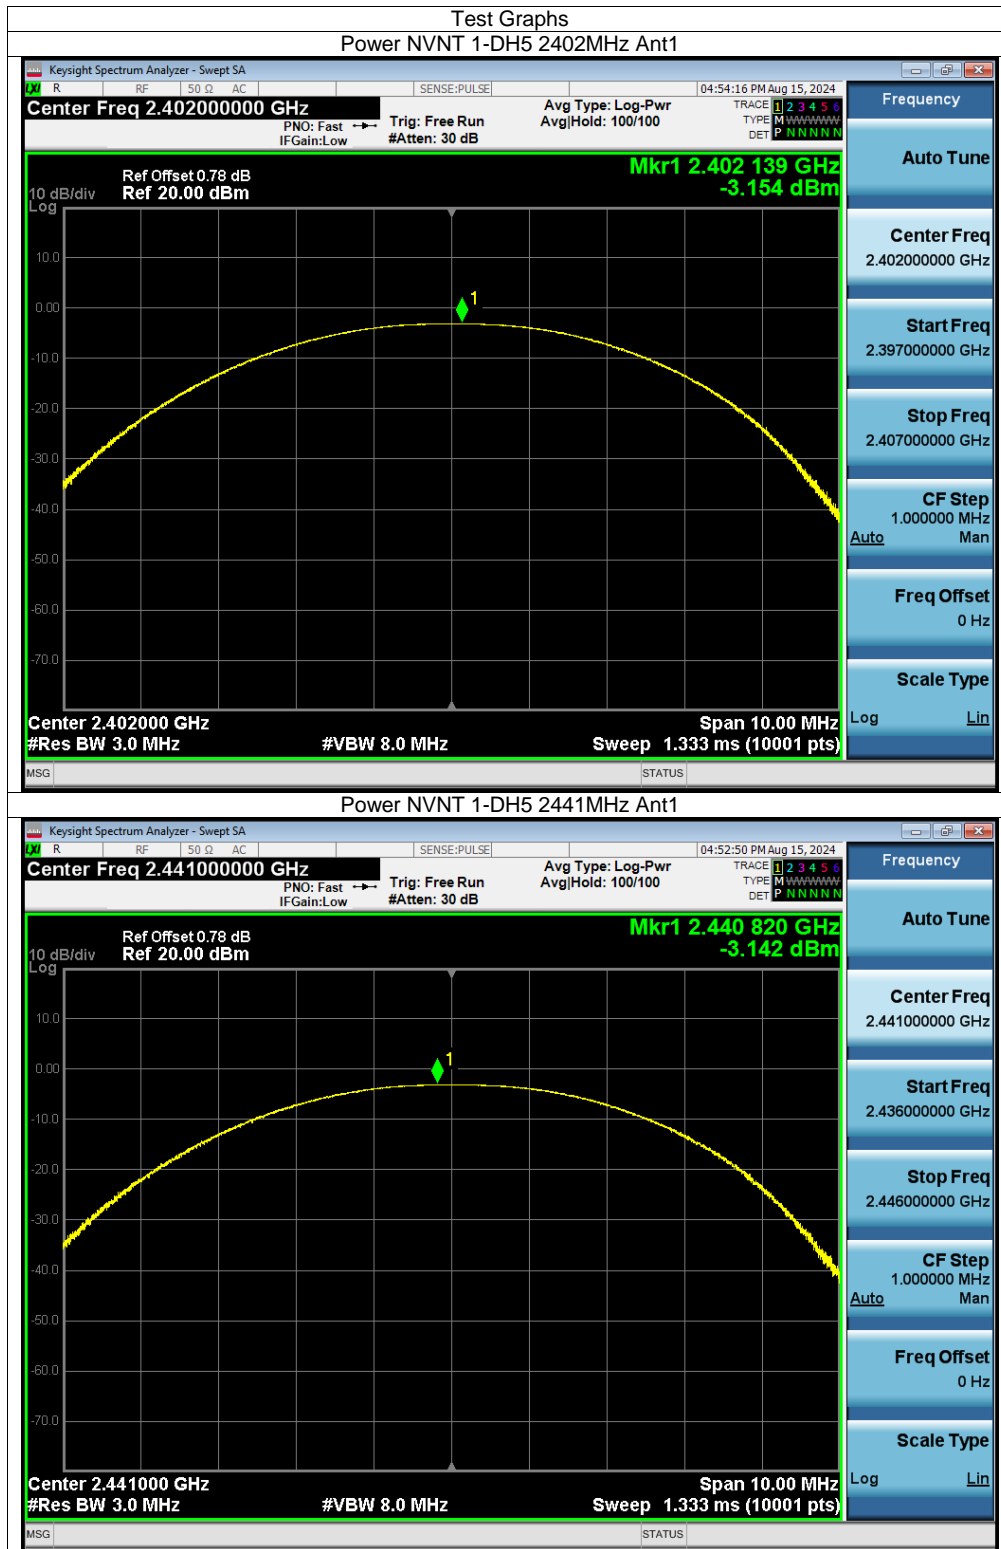 Test Graphs
Power NVNT 1-DH5 2402MHz Ant1
Keysight Spectrum Analyzer - Swept SA
LXI R RF 50 Ω AC SENSE:PULSE 04:54:16 PM Aug 15, 2024
Center Freq 2.402000000 GHz
PNO: Fast
IFGain:Low
Trig: Free Run
#Atten: 30 dB
Avg Type: Log-Pwr
Avg|Hold: 100/100
TRACE 1 2 3 4 5 6
TYPE M WWWWW
DET P N N N N N
Frequency
Mkr1 2.402 139 GHz
-3.154 dBm
Ref Offset 0.78 dB
10 dB/div Ref 20.00 dBm
Log
1
10.0
0.00
-10.0
-20.0
-30.0
-40.0
-50.0
-60.0
-70.0
Center 2.402000 GHz Span 10.00 MHz
#Res BW 3.0 MHz #VBW 8.0 MHz Sweep 1.333 ms (10001 pts)
MSG STATUS
Auto Tune
Center Freq
2.402000000 GHz
Start Freq
2.397000000 GHz
Stop Freq
2.407000000 GHz
CF Step
1.000000 MHz
Auto Man
Freq Offset
0 Hz
Scale Type
Log Lin
Power NVNT 1-DH5 2441MHz Ant1
Keysight Spectrum Analyzer - Swept SA
LXI R RF 50 Ω AC SENSE:PULSE 04:52:50 PM Aug 15, 2024
Center Freq 2.441000000 GHz
PNO: Fast
IFGain:Low
Trig: Free Run
#Atten: 30 dB
Avg Type: Log-Pwr
Avg|Hold: 100/100
TRACE 1 2 3 4 5 6
TYPE M WWWWW
DET P N N N N N
Frequency
Mkr1 2.440 820 GHz
-3.142 dBm
Ref Offset 0.78 dB
10 dB/div Ref 20.00 dBm
Log
1
10.0
0.00
-10.0
-20.0
-30.0
-40.0
-50.0
-60.0
-70.0
Center 2.441000 GHz Span 10.00 MHz
#Res BW 3.0 MHz #VBW 8.0 MHz Sweep 1.333 ms (10001 pts)
MSG STATUS
Auto Tune
Center Freq
2.441000000 GHz
Start Freq
2.436000000 GHz
Stop Freq
2.446000000 GHz
CF Step
1.000000 MHz
Auto Man
Freq Offset
0 Hz
Scale Type
Log Lin